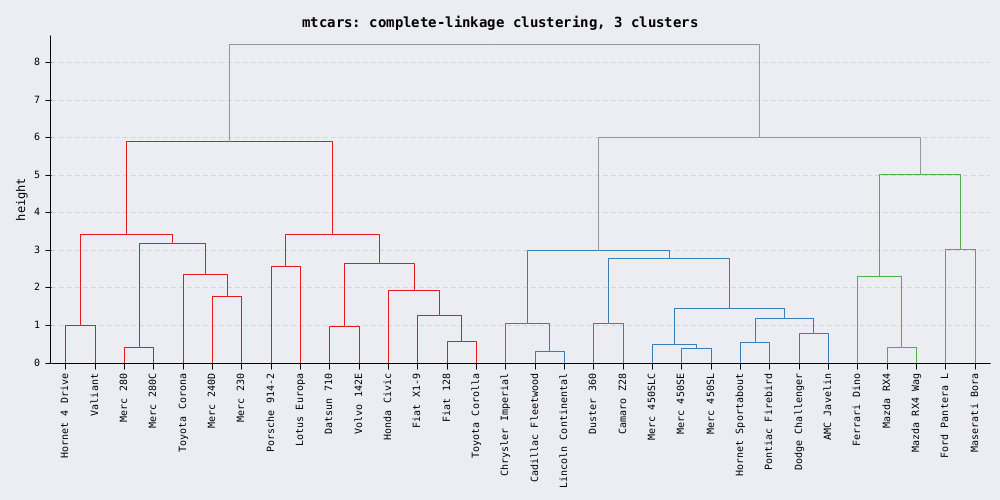 mtcars: complete-linkage clustering, 3 clusters
height
8
7
6
5
4
3
2
1
0
Hornet 4 Drive
Valiant
Merc 280
Merc 280C
Toyota Corona
Merc 240D
Merc 230
Porsche 914-2
Lotus Europa
Datsun 710
Volvo 142E
Honda Civic
Fiat X1-9
Fiat 128
Toyota Corolla
Chrysler Imperial
Cadillac Fleetwood
Lincoln Continental
Duster 360
Camaro Z28
Merc 450SLC
Merc 450SE
Merc 450SL
Hornet Sportabout
Pontiac Firebird
Dodge Challenger
AMC Javelin
Ferrari Dino
Mazda RX4
Mazda RX4 Wag
Ford Pantera L
Maserati Bora